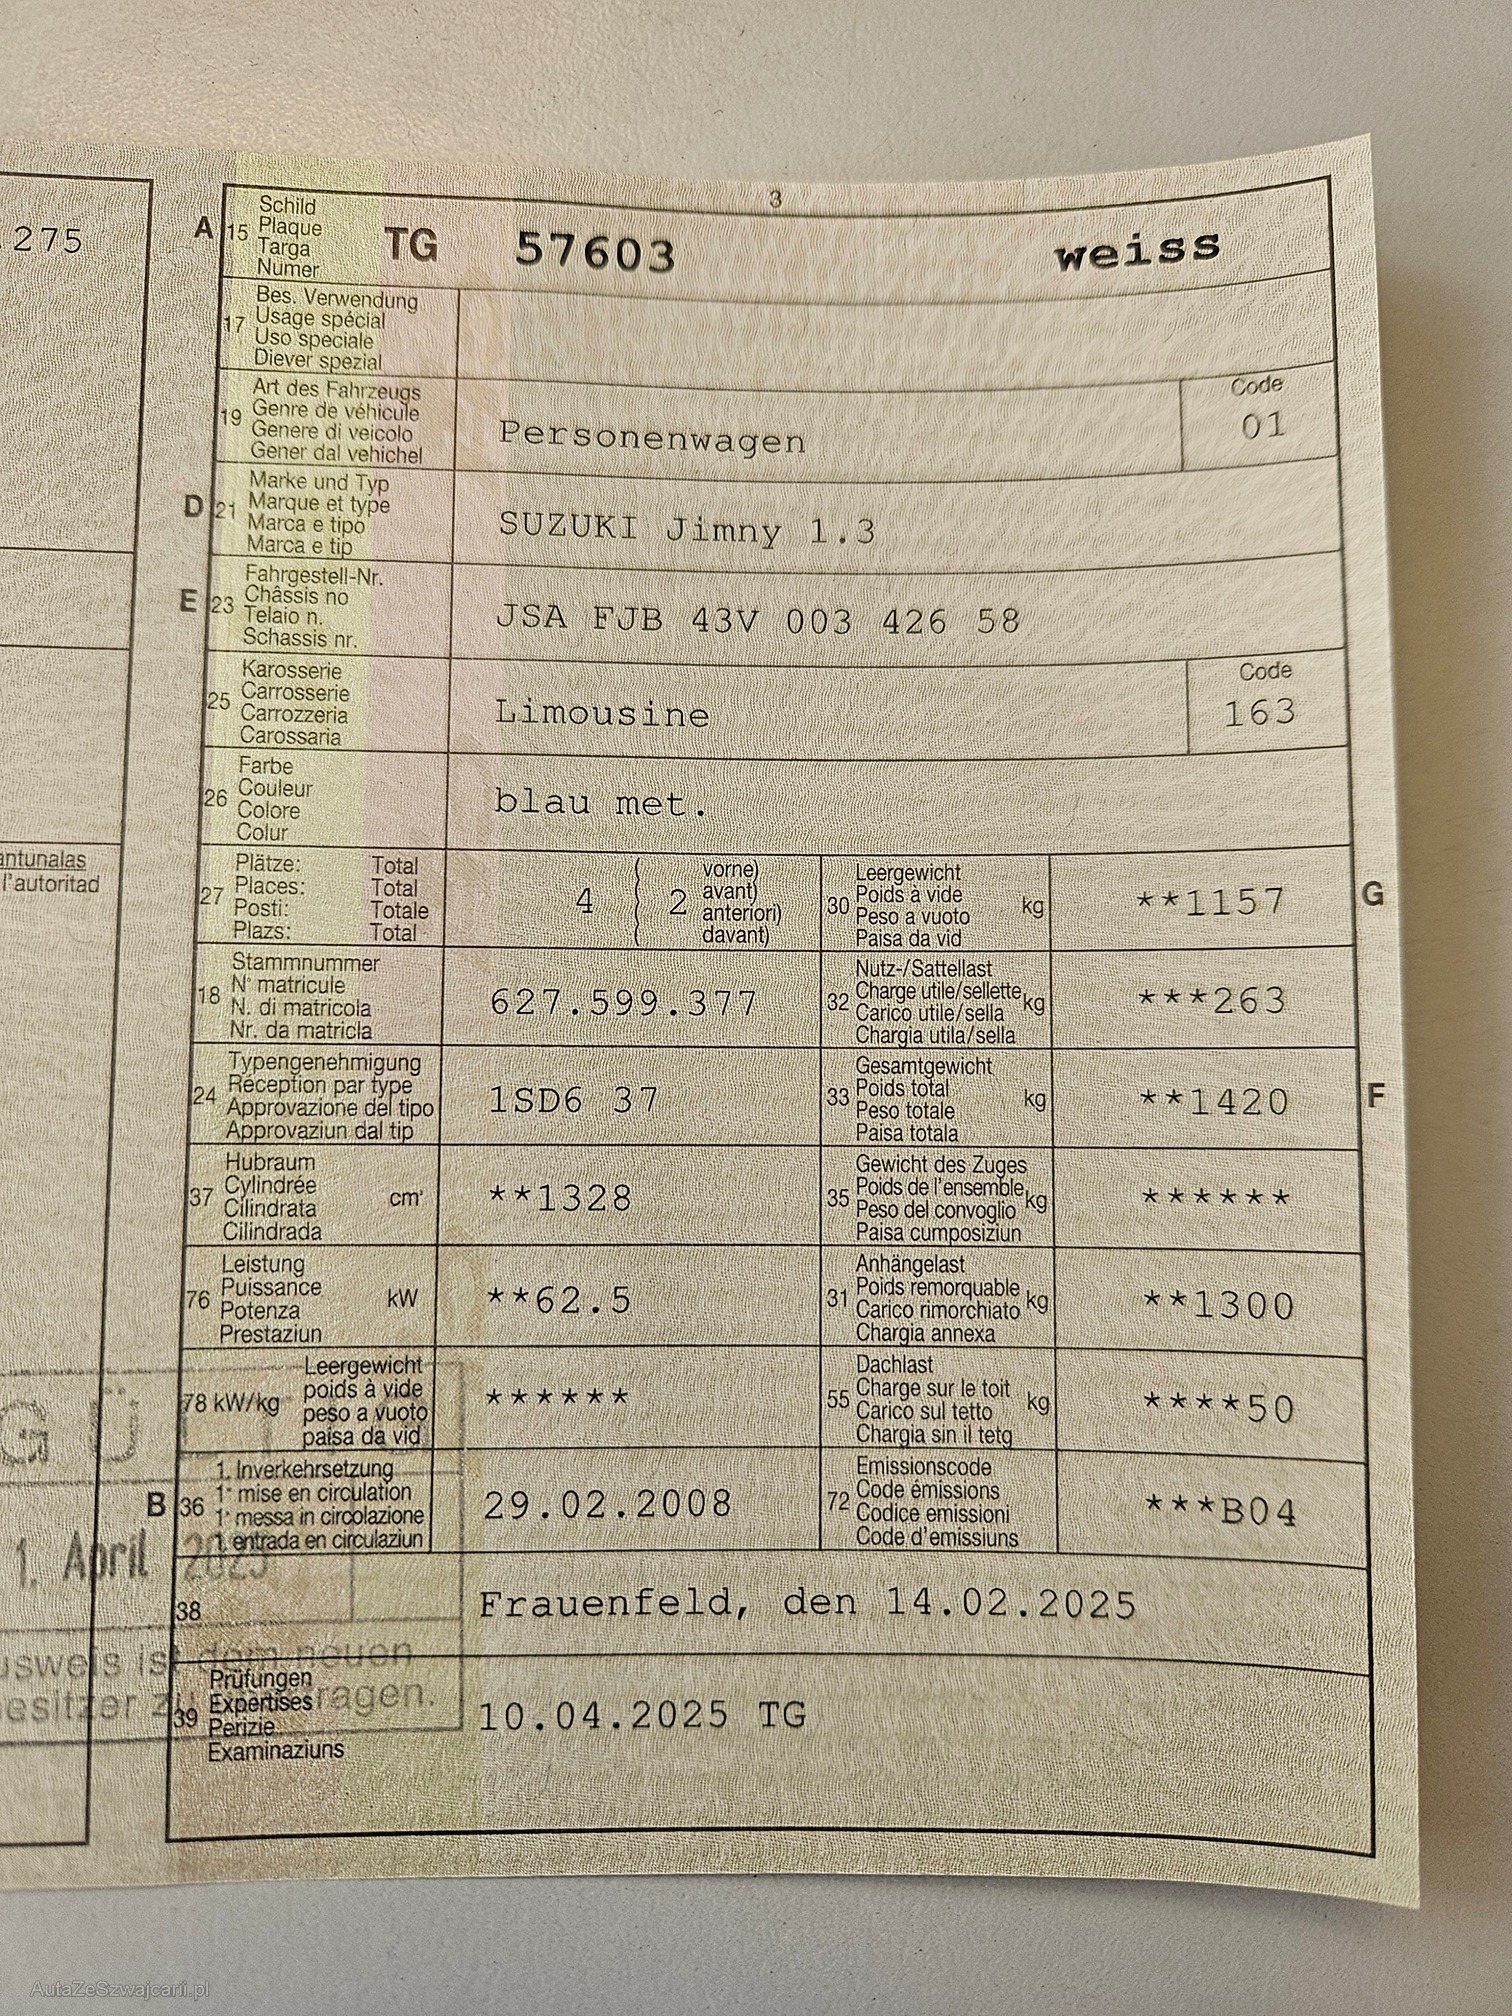 3
.275
A 15 Schild
Plaque
Targa
Numer
TG 57603 weiss
17 Bes. Verwendung
Usage spécial
Uso speciale
Diever spezial
19 Art des Fahrzeugs
Genre de véhicule
Genere di veicolo
Gener dal vehichel
Personenwagen
Code
01
D 21 Marke und Typ
Marque et type
Marca e tipo
Marca e tip
SUZUKI Jimny 1.3
E 23 Fahrgestell-Nr.
Châssis no
Telaio n.
Schassis nr.
JSA FJB 43V 003 426 58
25 Karosserie
Carrosserie
Carrozzeria
Carossaria
Limousine
Code
163
26 Farbe
Couleur
Colore
Colur
blau met.
antunalas
l'autoritad
27 Plätze: Total
Places: Total
Posti: Totale
Plazs: Total
4 ( 2 vorne)
( avant)
( anteriori)
( davant)
30 Leergewicht
Poids à vide
Peso a vuoto
Paisa da vid
kg
**1157
G
18 Stammnummer
N° matricule
N. di matricola
Nr. da matricla
627.599.377
32 Nutz-/Sattellast
Charge utile/sellette
Carico utile/sella
Chargia utila/sella
kg
***263
24 Typengenehmigung
Réception par type
Approvazione del tipo
Approvaziun dal tip
1SD6 37
33 Gesamtgewicht
Poids total
Peso totale
Paisa totala
kg
**1420
F
37 Hubraum
Cylindrée
Cilindrata
Cilindrada
cm³
**1328
35 Gewicht des Zuges
Poids de l'ensemble
Peso del convoglio
Paisa cumposiziun
kg
******
76 Leistung
Puissance
Potenza
Prestaziun
kW
**62.5
31 Anhängelast
Poids remorquable
Carico rimorchiato
Chargia annexa
kg
**1300
78 kW/kg
Leergewicht
poids à vide
peso a vuoto
paisa da vid
******
55 Dachlast
Charge sur le toit
Carico sul tetto
Chargia sin il tetg
kg
****50
B 36 1. Inverkehrsetzung
1° mise en circulation
1° messa in circolazione
1. entrada en circulaziun
29.02.2008
72 Emissionscode
Code émissions
Codice emissioni
Code d'emissiuns
***B04
GÜ
1. April 2025
38
Frauenfeld, den 14.02.2025
usweis ist dem neuen
esitzer zu
ragen.
39 Prüfungen
Expertises
Perizie
Examinaziuns
10.04.2025 TG
AutaZeSzwajcarii.pl